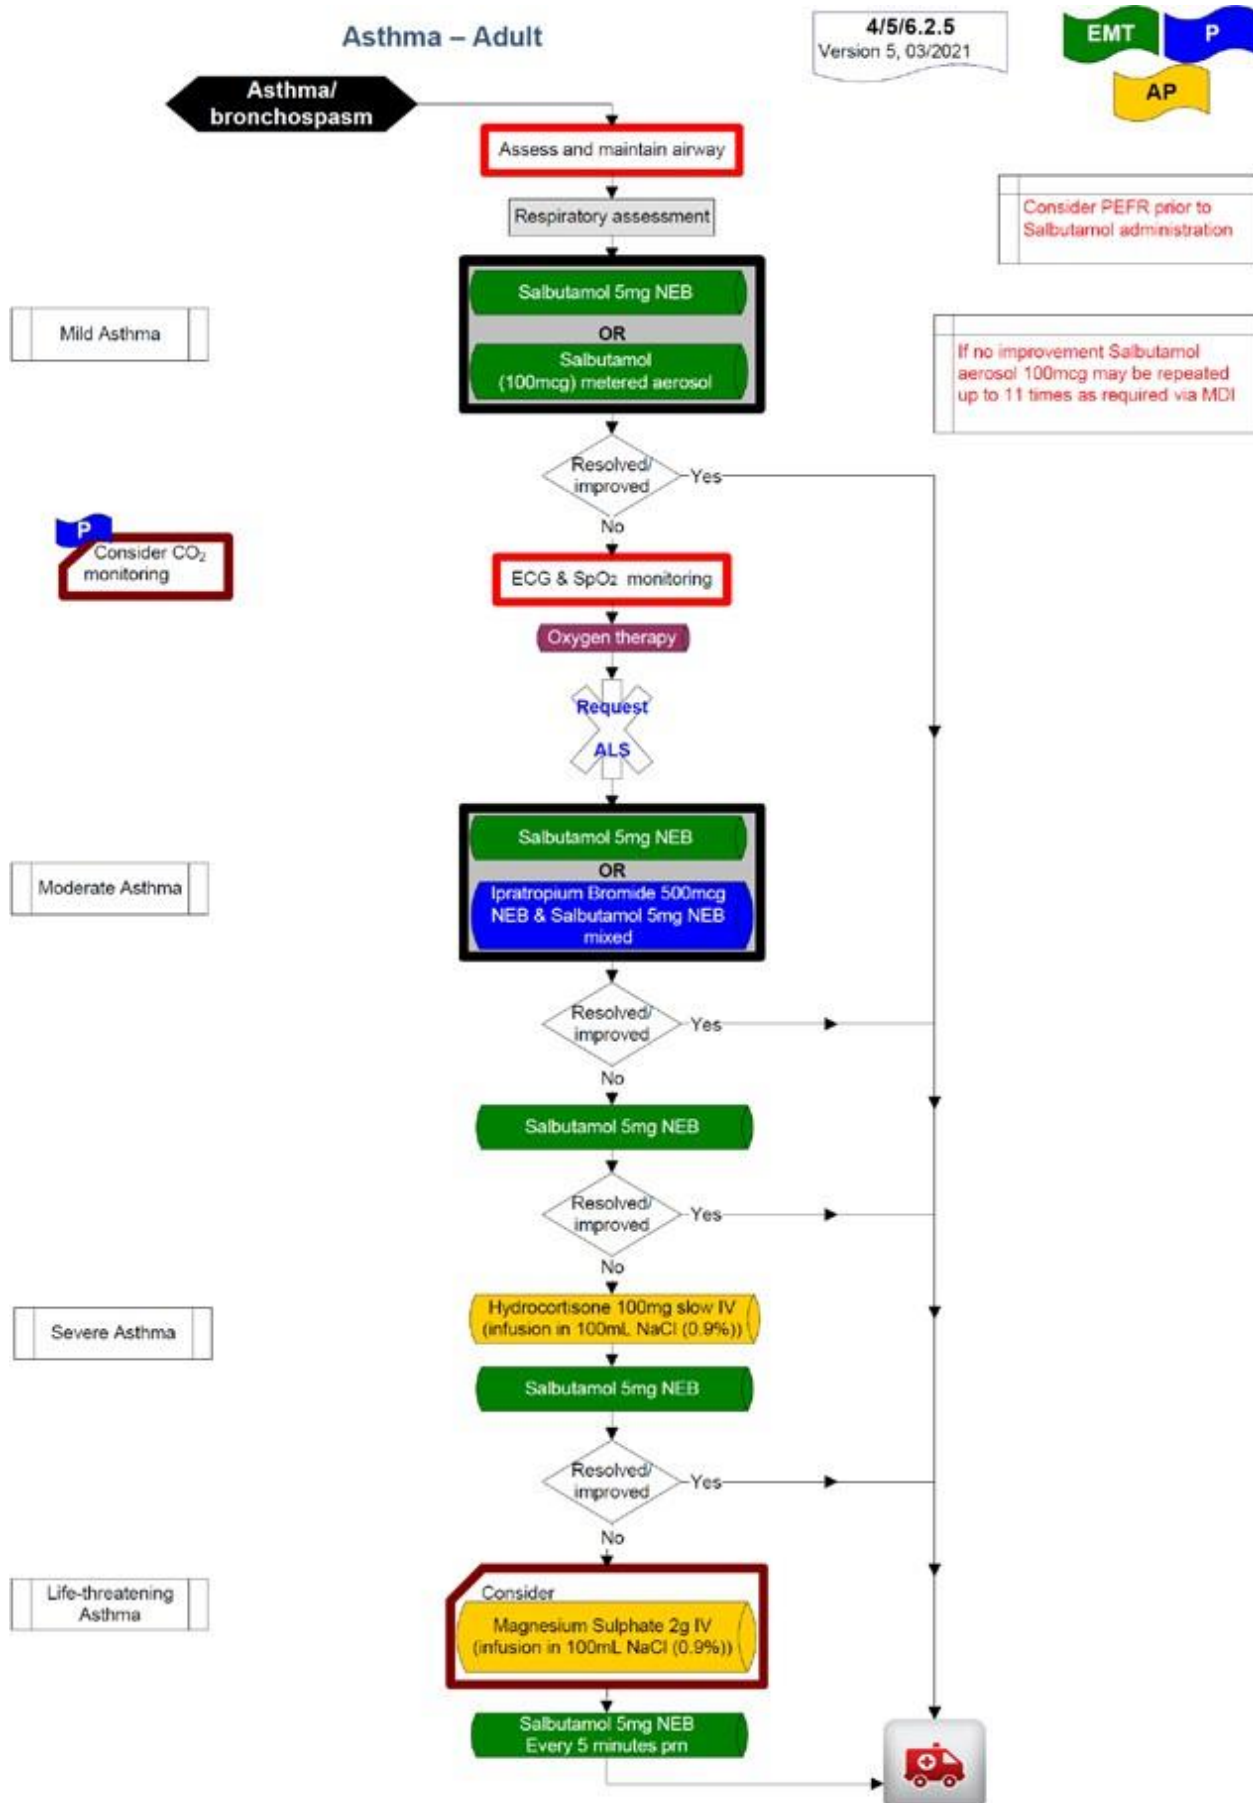 Asthma – Adult
4/5/6.2.5
Version 5, 03/2021
EMT
P
AP
Asthma/
bronchospasm
Assess and maintain airway
Respiratory assessment
Consider PEFR prior to
Salbutamol administration
Mild Asthma
Salbutamol 5mg NEB
OR
Salbutamol
(100mcg) metered aerosol
If no improvement Salbutamol
aerosol 100mcg may be repeated
up to 11 times as required via MDI
Resolved/
improved
Yes
No
P
Consider CO₂
monitoring
ECG & SpO₂ monitoring
Oxygen therapy
Request
ALS
Moderate Asthma
Salbutamol 5mg NEB
OR
Ipratropium Bromide 500mcg
NEB & Salbutamol 5mg NEB
mixed
Resolved/
improved
Yes
No
Salbutamol 5mg NEB
Resolved/
improved
Yes
No
Severe Asthma
Hydrocortisone 100mg slow IV
(infusion in 100mL NaCl (0.9%))
Salbutamol 5mg NEB
Resolved/
improved
Yes
No
Life-threatening
Asthma
Consider
Magnesium Sulphate 2g IV
(infusion in 100mL NaCl (0.9%))
Salbutamol 5mg NEB
Every 5 minutes prn